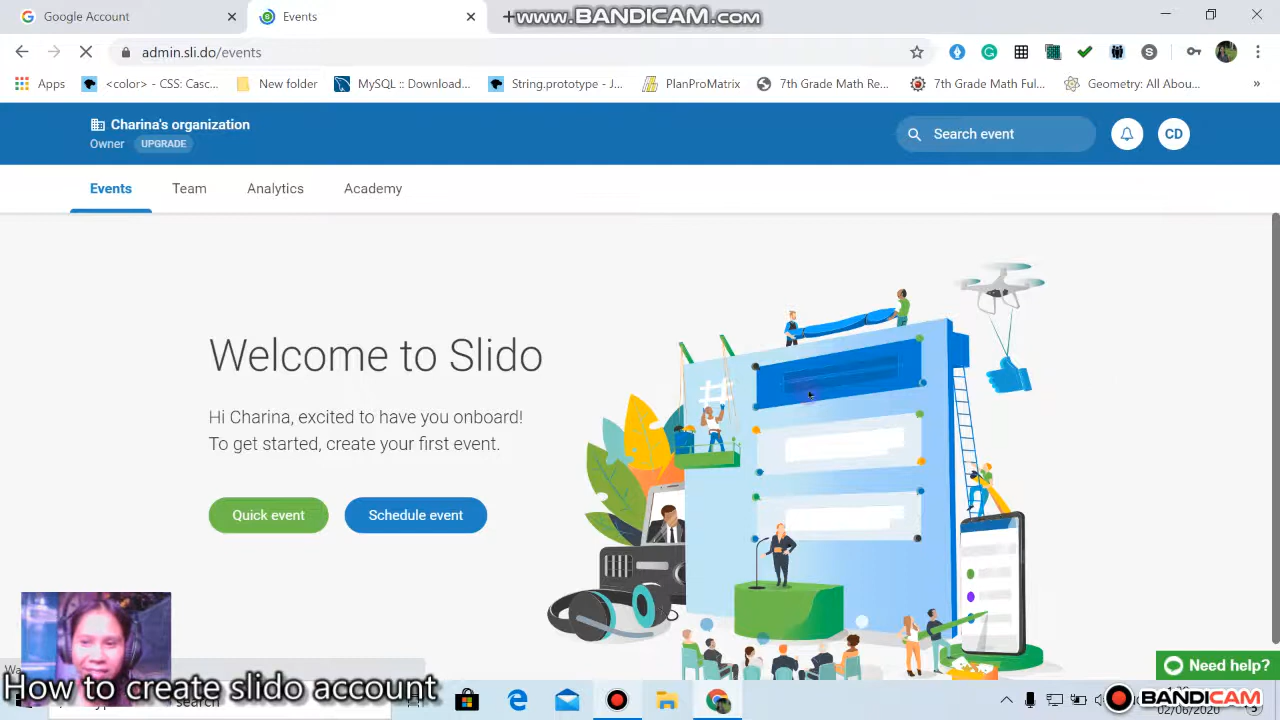 Google Account
Events
www.BANDICAM.com
admin.sli.do/events
Apps
<color> - CSS: Casc...
New folder
MySQL :: Download...
String.prototype - J...
PlanProMatrix
7th Grade Math Re...
7th Grade Math Ful...
Geometry: All Abou...
Charina's organization
Owner
UPGRADE
Search event
CD
Events
Team
Analytics
Academy
Welcome to Slido
Hi Charina, excited to have you onboard!
To get started, create your first event.
Quick event
Schedule event
Need help?
How to create slido account
search
BANDICAM
02/06/2020